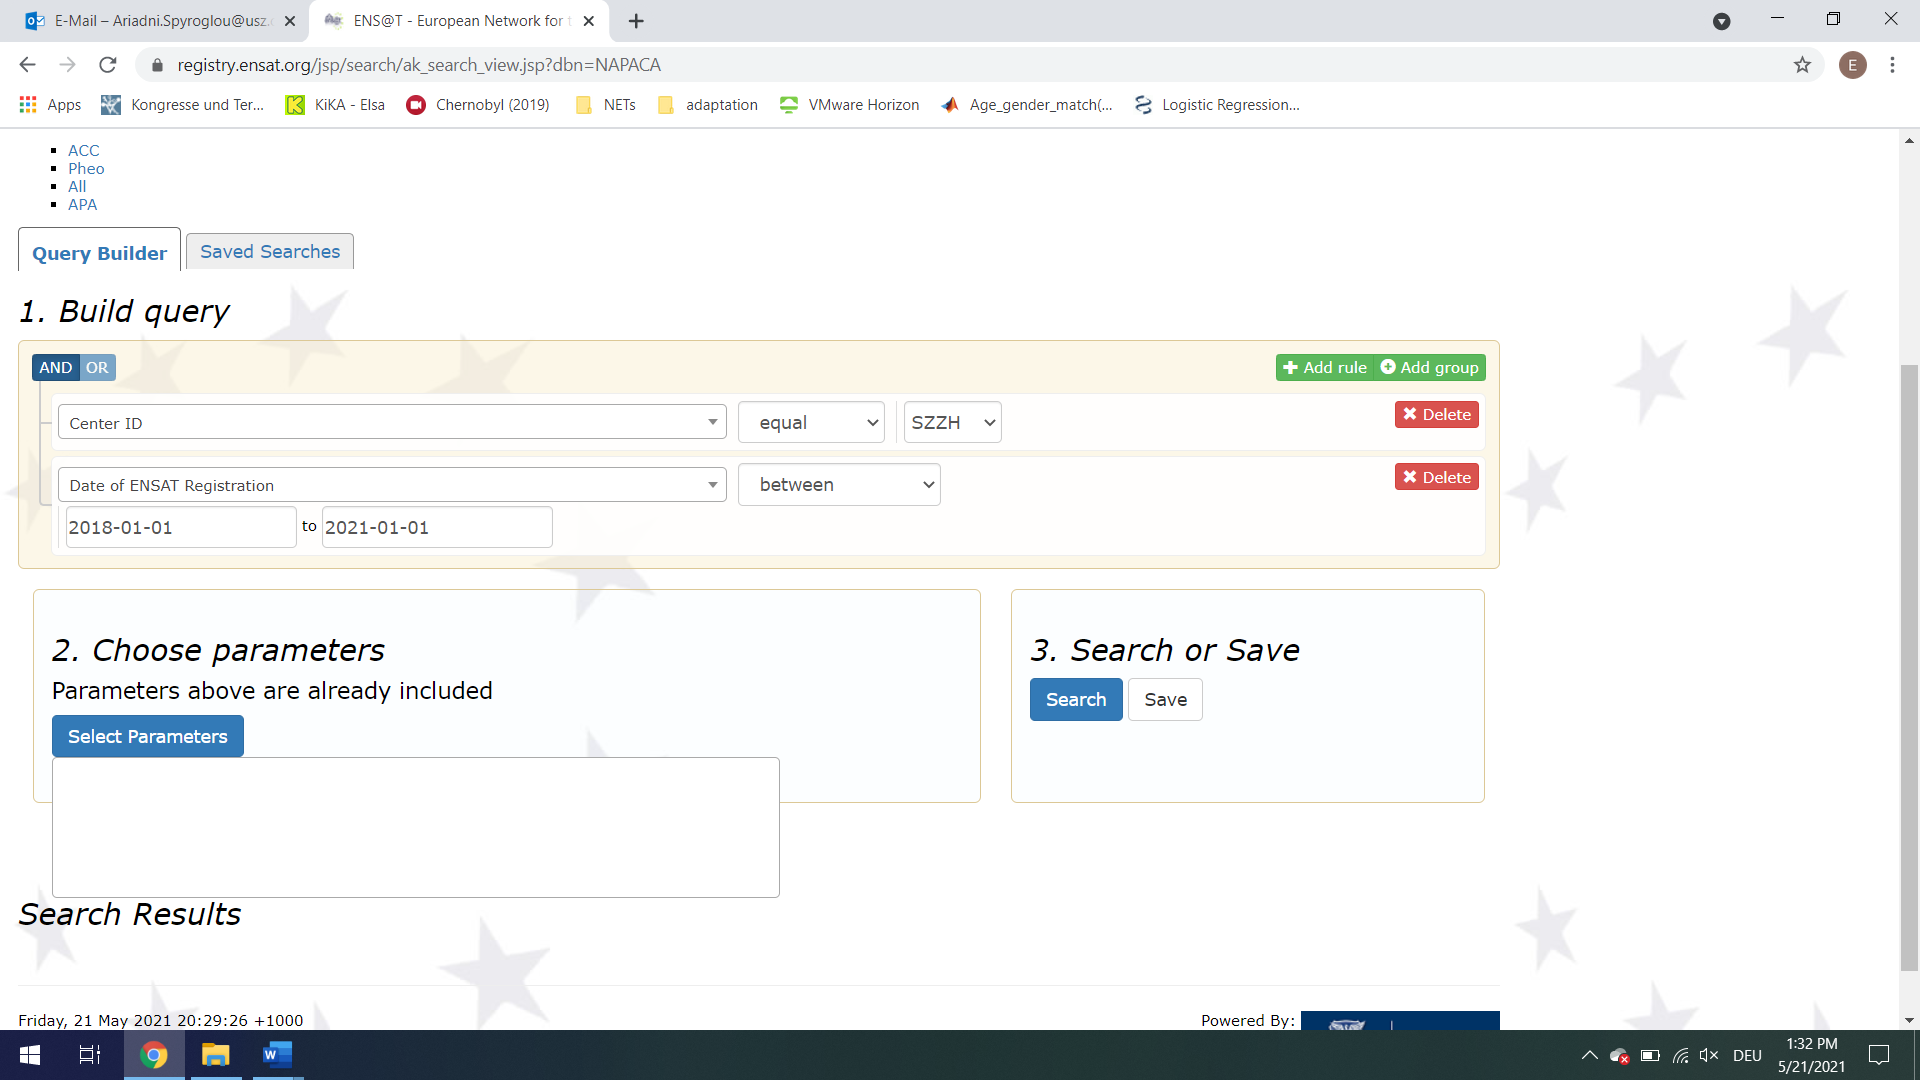 E-Mail – Ariadni.Spyroglou@usz.
ENS@T - European Network for t
registry.ensat.org/jsp/search/ak_search_view.jsp?dbn=NAPACA
E
Apps
Kongresse und Ter...
KiKA - Elsa
Chernobyl (2019)
NETs
adaptation
VMware Horizon
Age_gender_match(...
Logistic Regression...
ACC
Pheo
All
APA
Query Builder
Saved Searches
1. Build query
AND OR
Add rule
Add group
Center ID
equal
SZZH
Delete
Date of ENSAT Registration
between
Delete
2018-01-01 to 2021-01-01
2. Choose parameters
Parameters above are already included
Select Parameters
3. Search or Save
Search
Save
Search Results
Friday, 21 May 2021 20:29:26 +1000
Powered By:
DEU
1:32 PM
5/21/2021